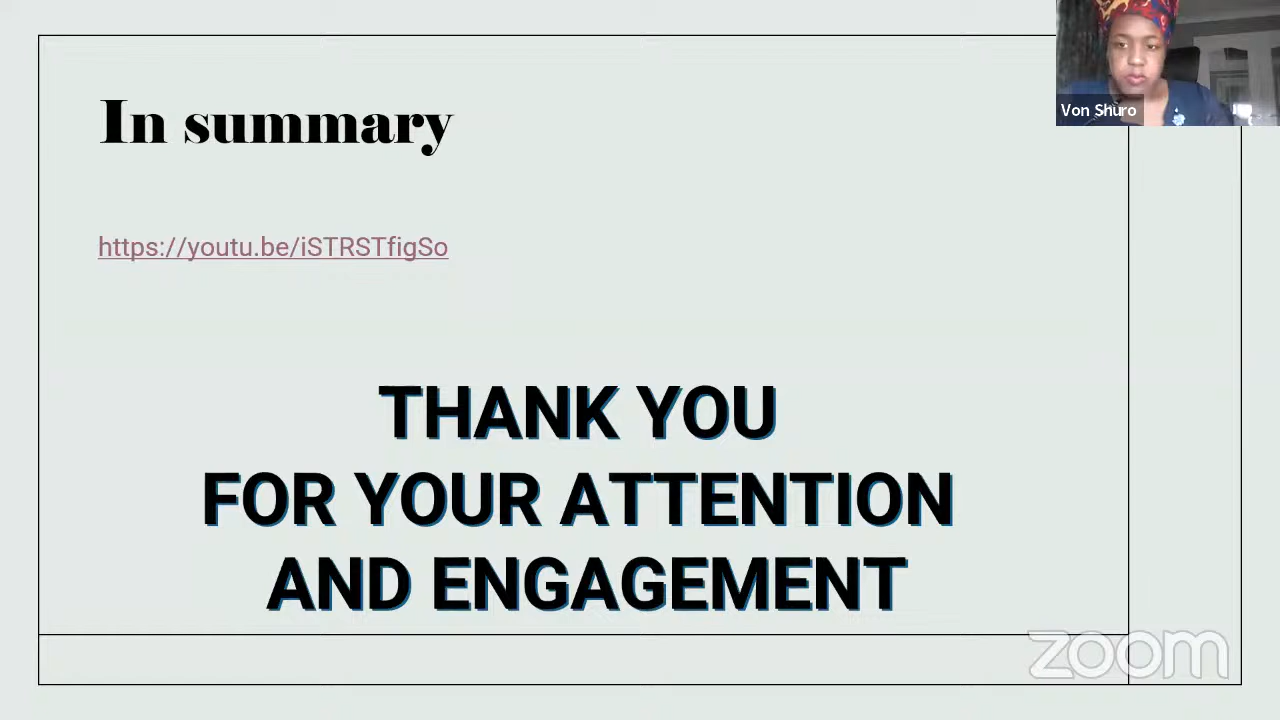 In summary
Von Shuro
https://youtu.be/iSTRSTfigSo
THANK YOU
FOR YOUR ATTENTION
AND ENGAGEMENT
zoom